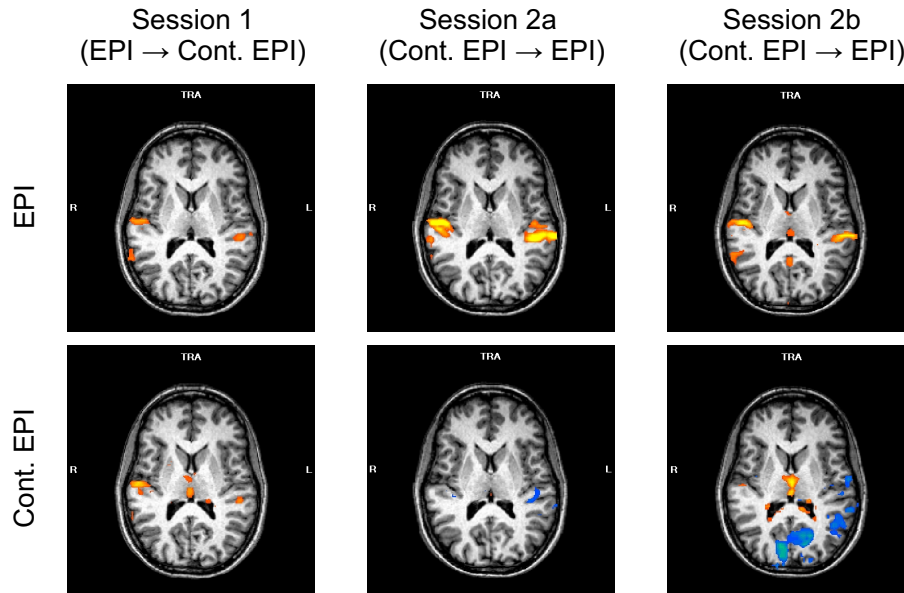 Session 1
(EPI → Cont. EPI)
Session 2a
(Cont. EPI → EPI)
Session 2b
(Cont. EPI → EPI)
EPI
TRA
R
L
TRA
R
L
TRA
R
Cont. EPI
TRA
R
L
TRA
R
L
TRA
R